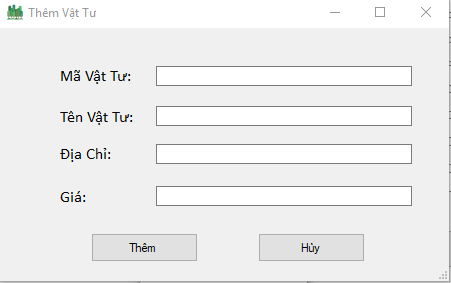 Thêm Vật Tư
Mã Vật Tư:
Tên Vật Tư:
Địa Chỉ:
Giá:
Thêm Hủy